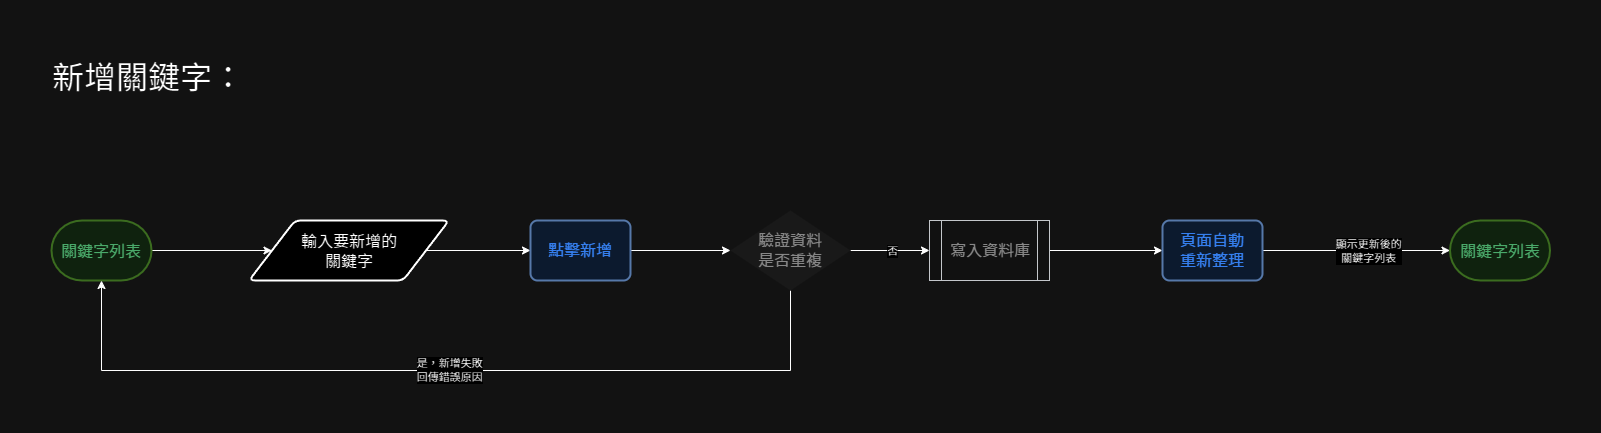 新增關鍵字：
關鍵字列表
輸入要新增的
關鍵字
點擊新增
驗證資料
是否重複
否
寫入資料庫
頁面自動
重新整理
顯示更新後的
關鍵字列表
關鍵字列表
是，新增失敗
回傳錯誤原因